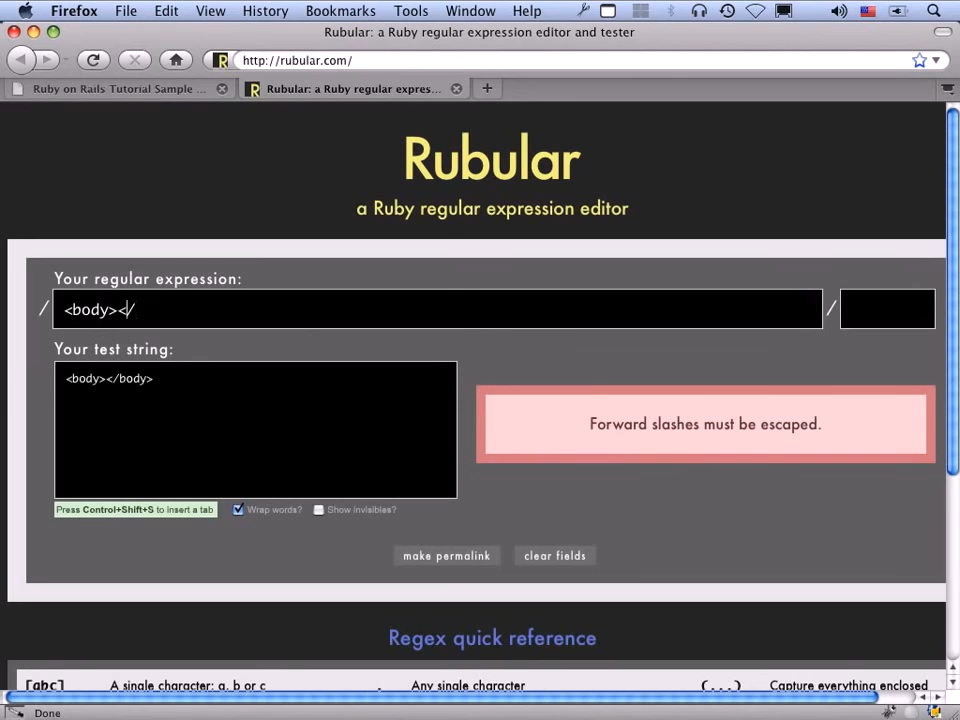 Firefox File Edit View History Bookmarks Tools Window Help
Rubular: a Ruby regular expression editor and tester
http://rubular.com/
Ruby on Rails Tutorial Sample ... Rubular: a Ruby regular expres...
Rubular
a Ruby regular expression editor
Your regular expression:
/ <body></ /
Your test string:
<body></body>
Forward slashes must be escaped.
Press Control+Shift+S to insert a tab Wrap words? Show invisibles?
make permalink clear fields
Regex quick reference
[abc] A single character: a, b or c . Any single character (...) Capture everything enclosed
Done